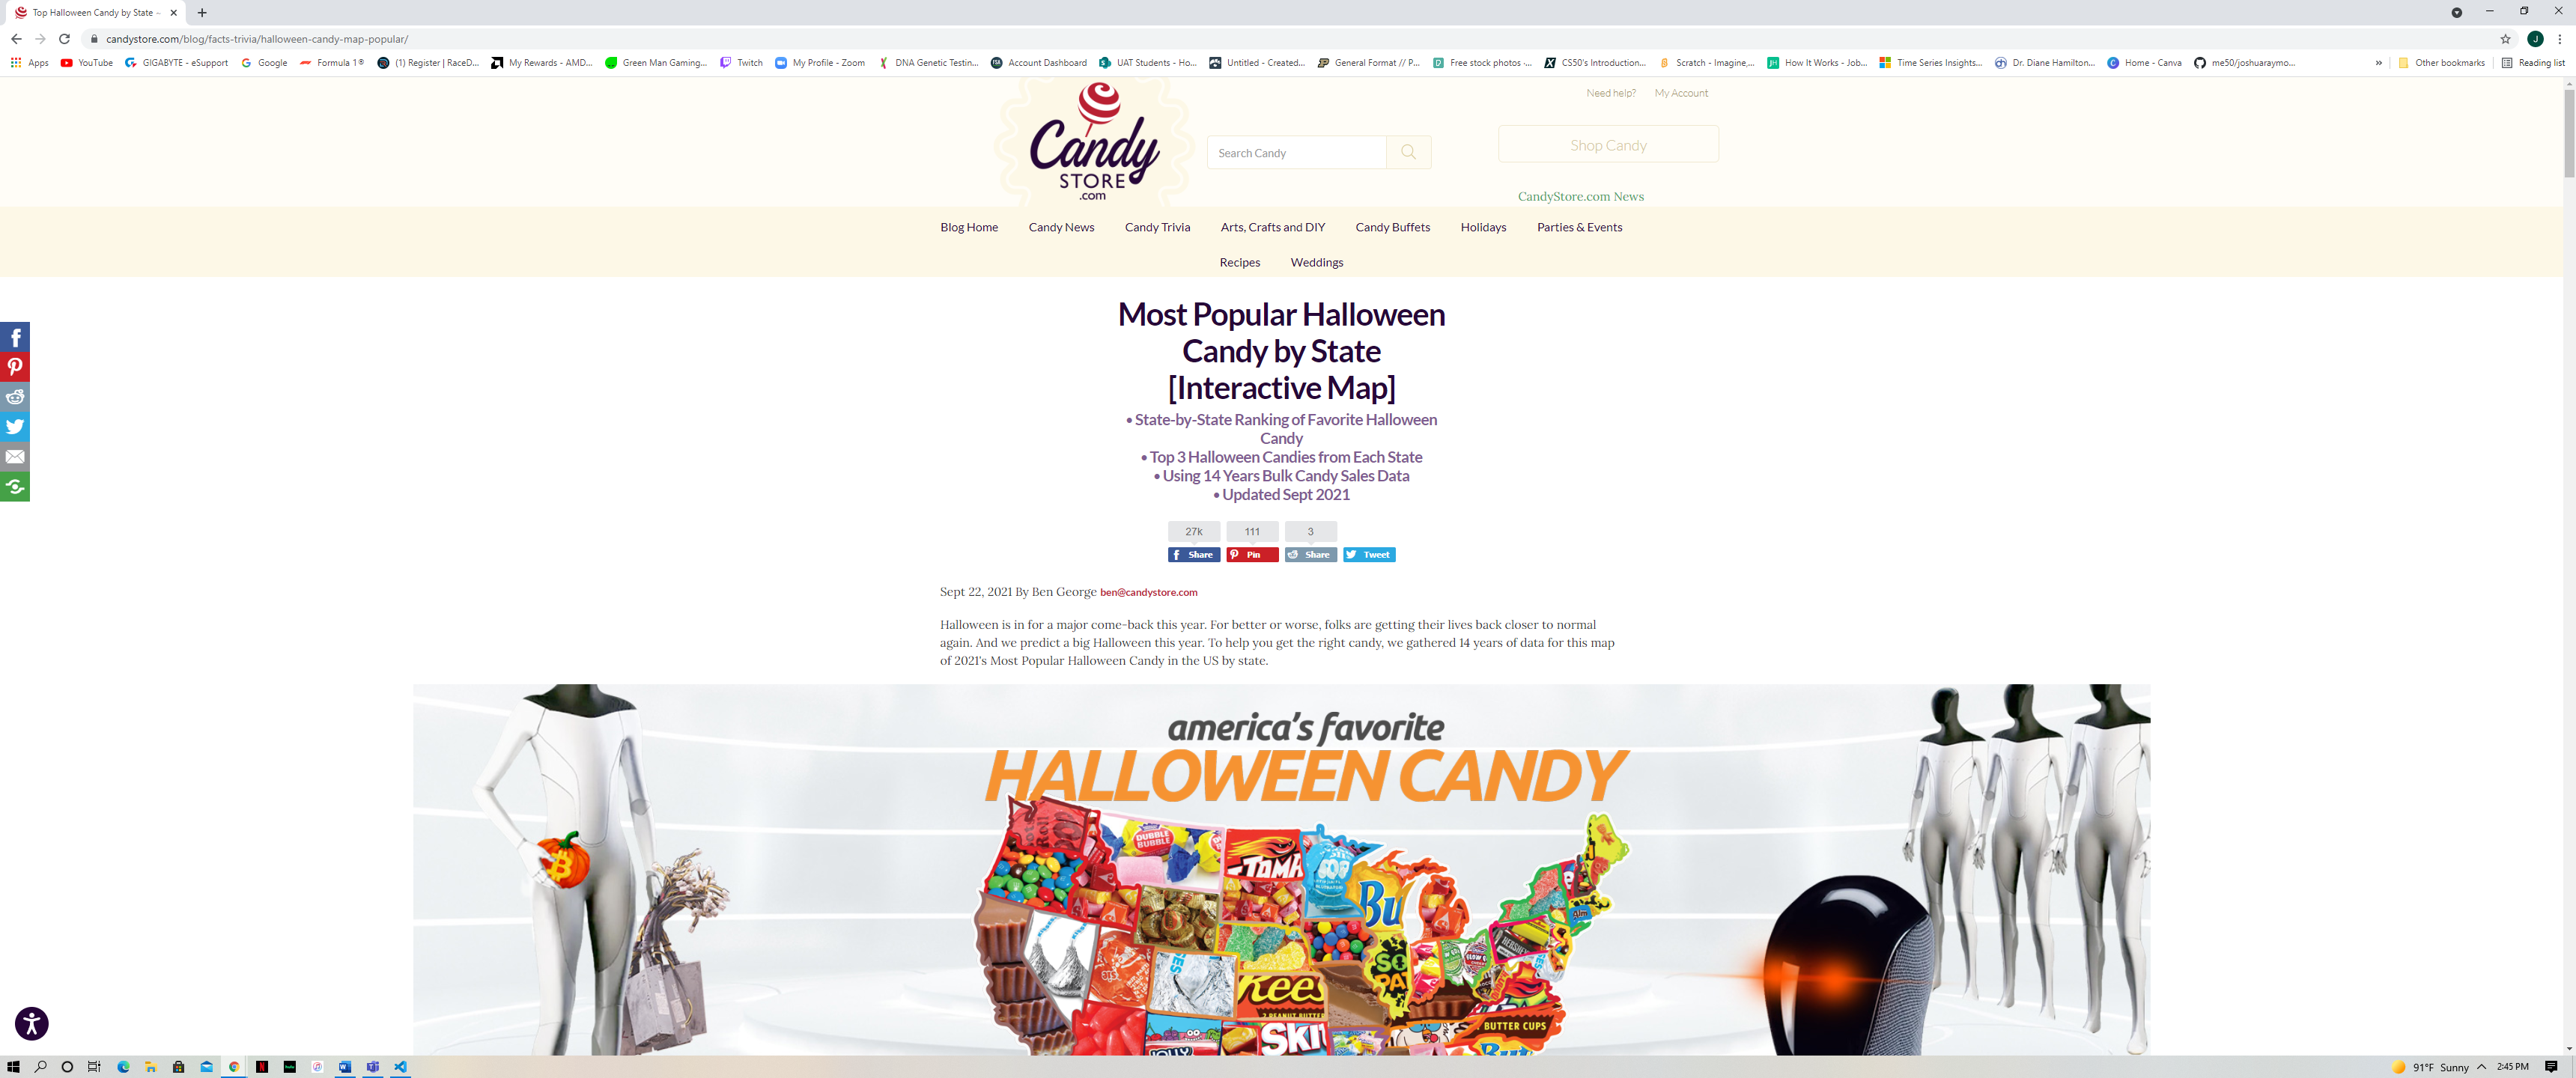 Top Halloween Candy by State ~
candystore.com/blog/facts-trivia/halloween-candy-map-popular/
J
Apps YouTube GIGABYTE - eSupport Google Formula 1® (1) Register | RaceD... My Rewards - AMD... Green Man Gaming... Twitch My Profile - Zoom DNA Genetic Testin... Account Dashboard UAT Students - Ho... Untitled - Created... General Format // P... Free stock photos ·... CS50's Introduction... Scratch - Imagine,... How It Works - Job... Time Series Insights... Dr. Diane Hamilton... Home - Canva me50/joshuaraymo... » Other bookmarks Reading list
Need help? My Account
Candy
STORE
.com
Search Candy
Shop Candy
CandyStore.com News
Blog Home Candy News Candy Trivia Arts, Crafts and DIY Candy Buffets Holidays Parties & Events
Recipes Weddings
Most Popular Halloween
Candy by State
[Interactive Map]
• State-by-State Ranking of Favorite Halloween
Candy
• Top 3 Halloween Candies from Each State
• Using 14 Years Bulk Candy Sales Data
• Updated Sept 2021
27k 111 3
Share Pin Share Tweet
Sept 22, 2021 By Ben George ben@candystore.com
Halloween is in for a major come-back this year. For better or worse, folks are getting their lives back closer to normal
again. And we predict a big Halloween this year. To help you get the right candy, we gathered 14 years of data for this map
of 2021's Most Popular Halloween Candy in the US by state.
america's favorite
HALLOWEEN CANDY
DUBBLE
BUBBLE
TAMA
Bu
HERSHEY
SO
PA
Rees
BUTTER CUPS
SKIT
JOLLY
But
91°F Sunny 2:45 PM